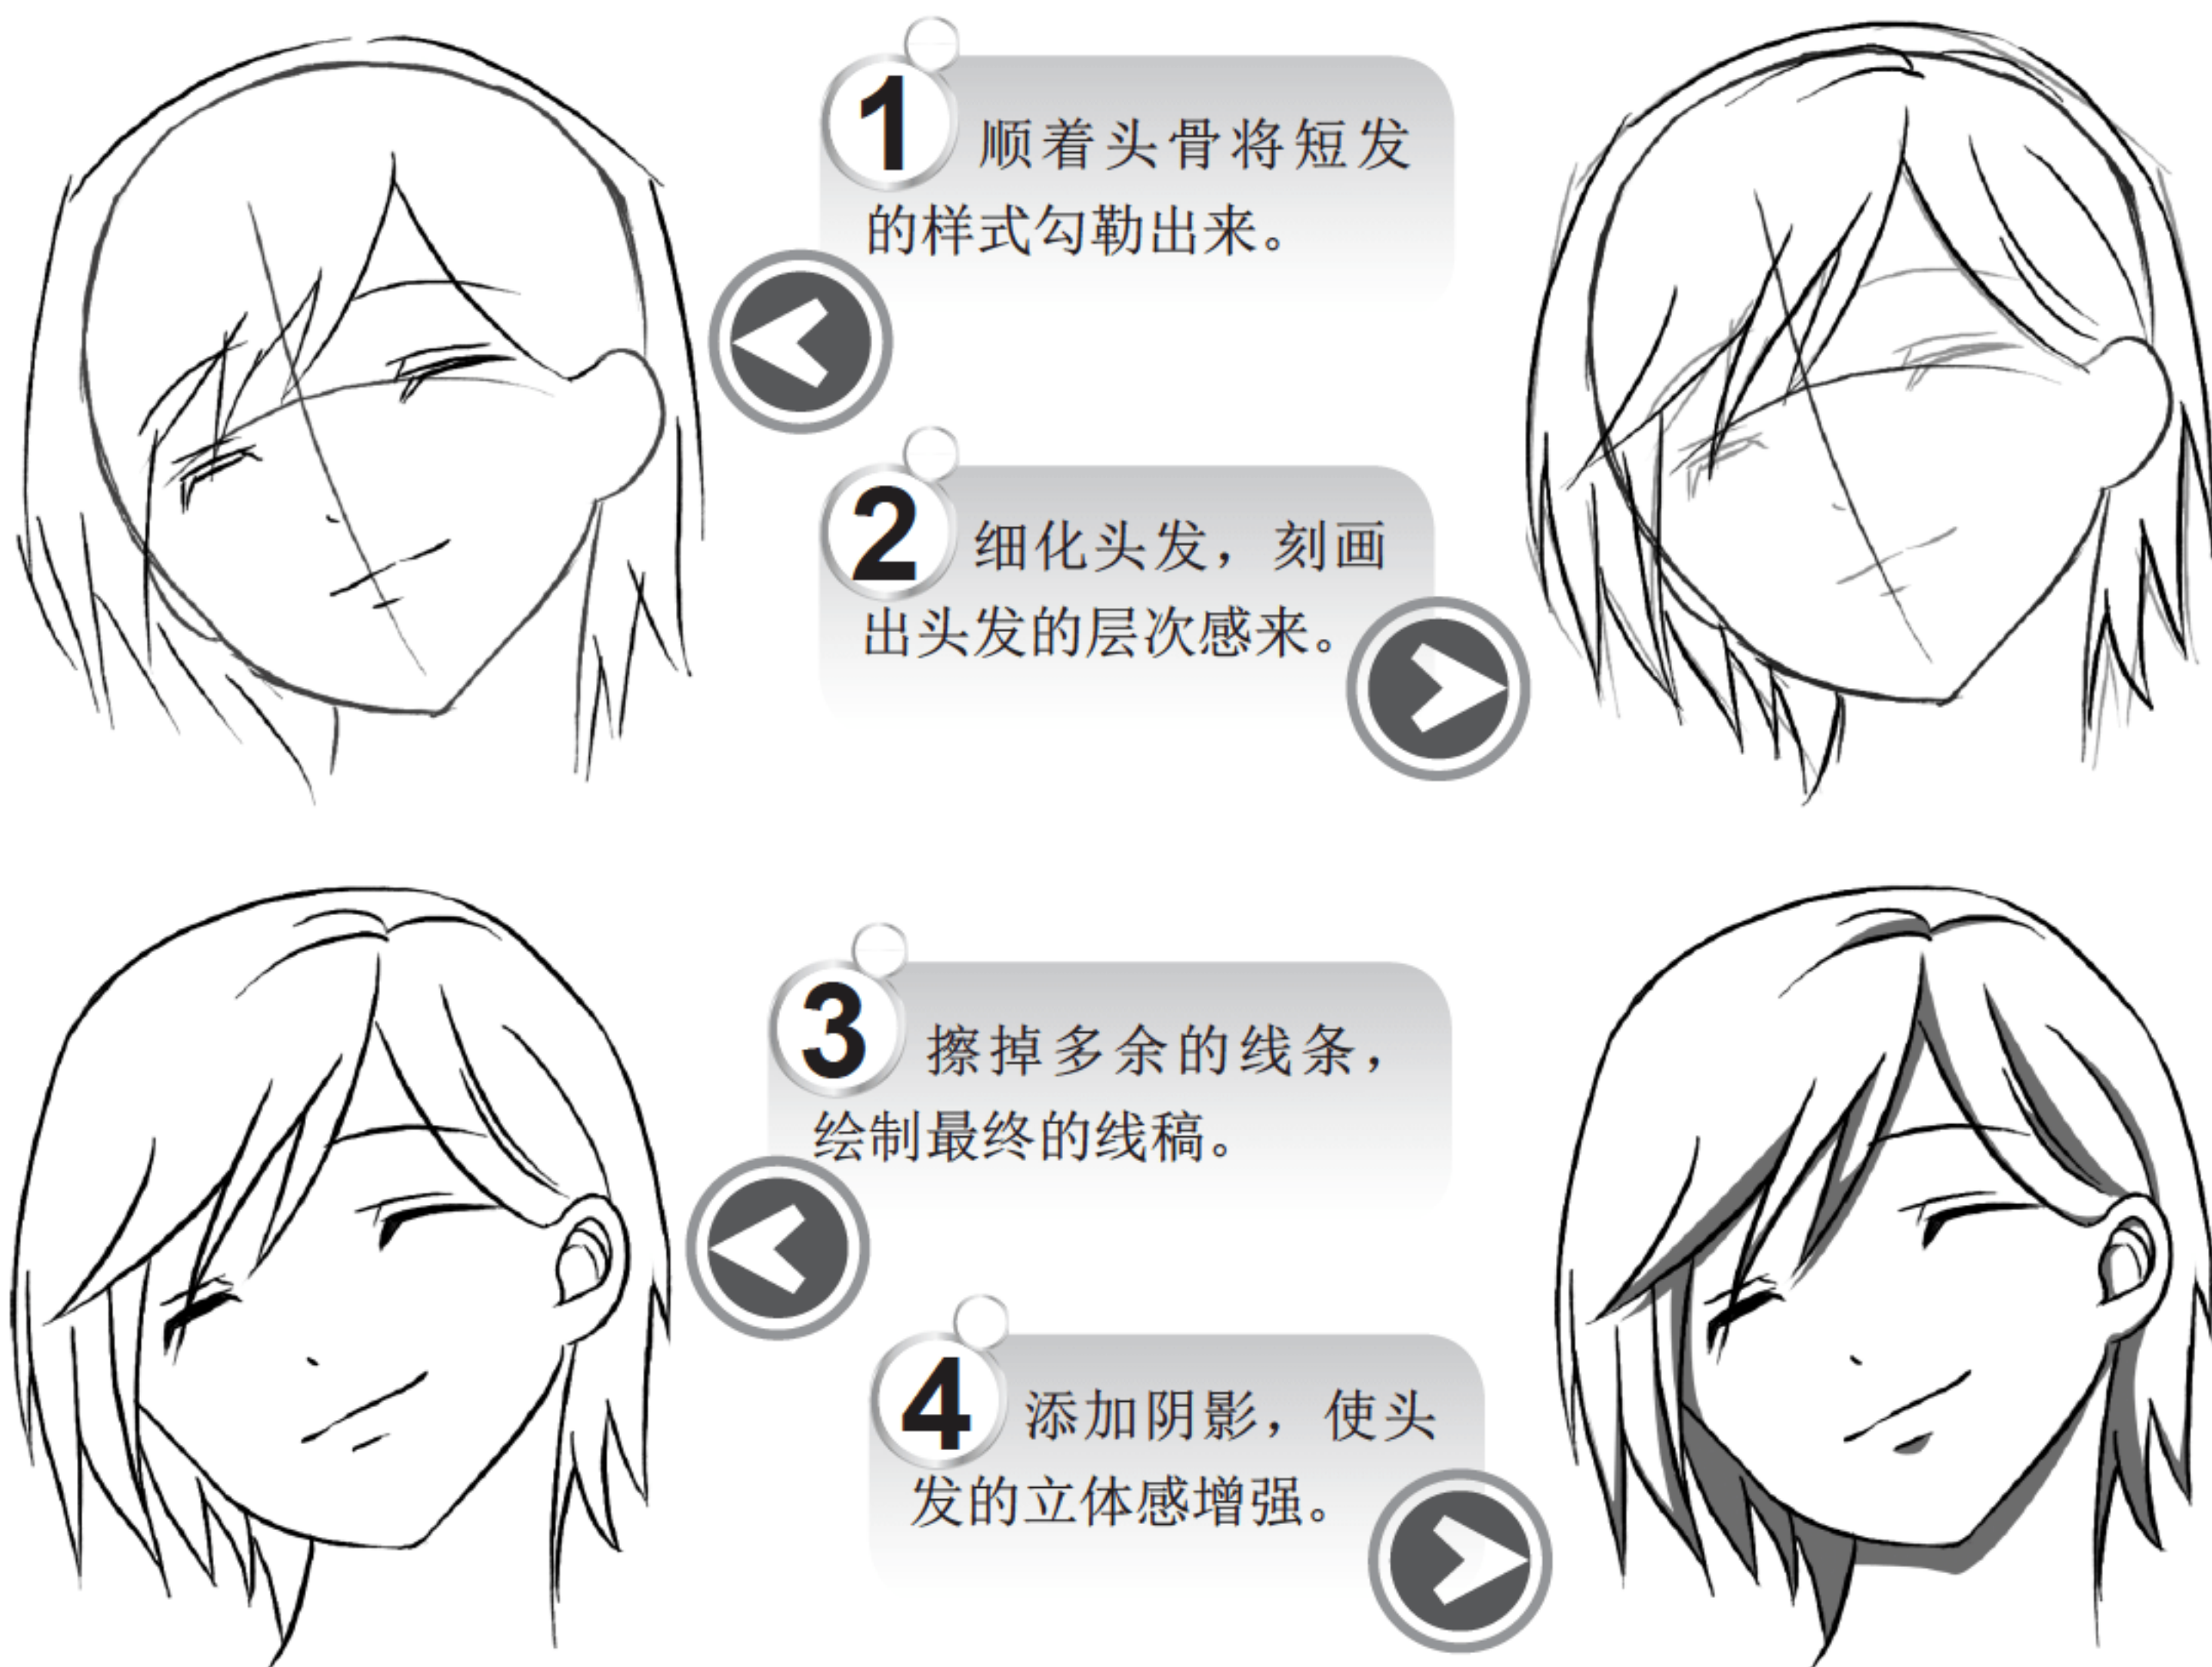 1 顺着头骨将短发
的样式勾勒出来。
2 细化头发，刻画
出头发的层次感来。
3 擦掉多余的线条，
绘制最终的线稿。
4 添加阴影，使头
发的立体感增强。